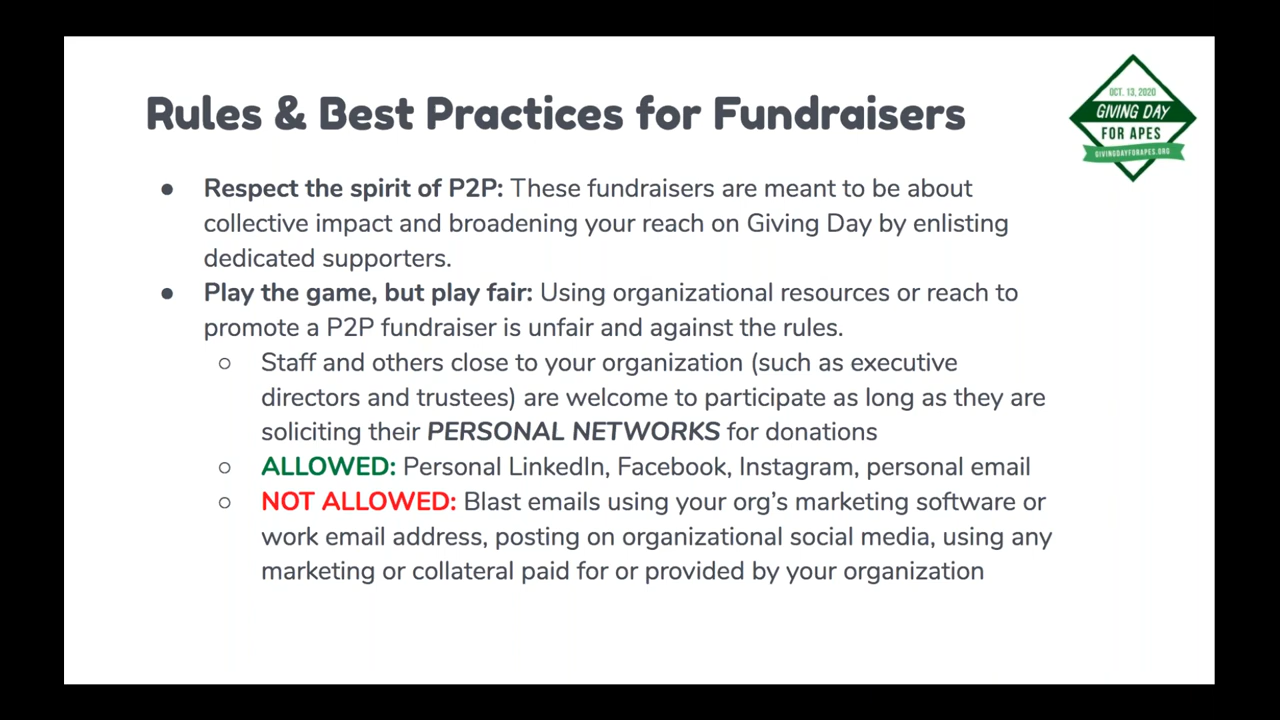 Rules & Best Practices for Fundraisers
OCT. 13, 2020
GIVING DAY
FOR APES
GIVINGDAYFORAPES.ORG
● Respect the spirit of P2P: These fundraisers are meant to be about
collective impact and broadening your reach on Giving Day by enlisting
dedicated supporters.
● Play the game, but play fair: Using organizational resources or reach to
promote a P2P fundraiser is unfair and against the rules.
○ Staff and others close to your organization (such as executive
directors and trustees) are welcome to participate as long as they are
soliciting their PERSONAL NETWORKS for donations
○ ALLOWED: Personal LinkedIn, Facebook, Instagram, personal email
○ NOT ALLOWED: Blast emails using your org’s marketing software or
work email address, posting on organizational social media, using any
marketing or collateral paid for or provided by your organization